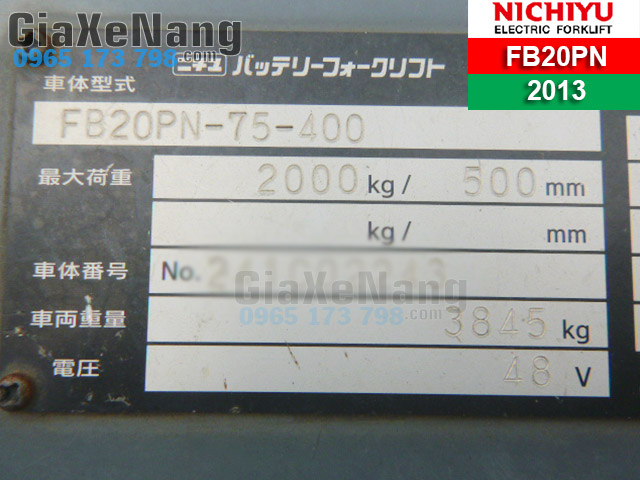 GiaXeNang
.com
0965 173 798
NICHIYU
ELECTRIC FORKLIFT
FB20PN
2013
ニチユ バッテリーフォークリフト
車体型式
FB20PN-75-400
最大荷重 2000 kg/ 500 mm
kg/ mm
車体番号 No.
GiaXeNang
.com
0965 173 798
車両重量 3845 kg
電圧 48 V